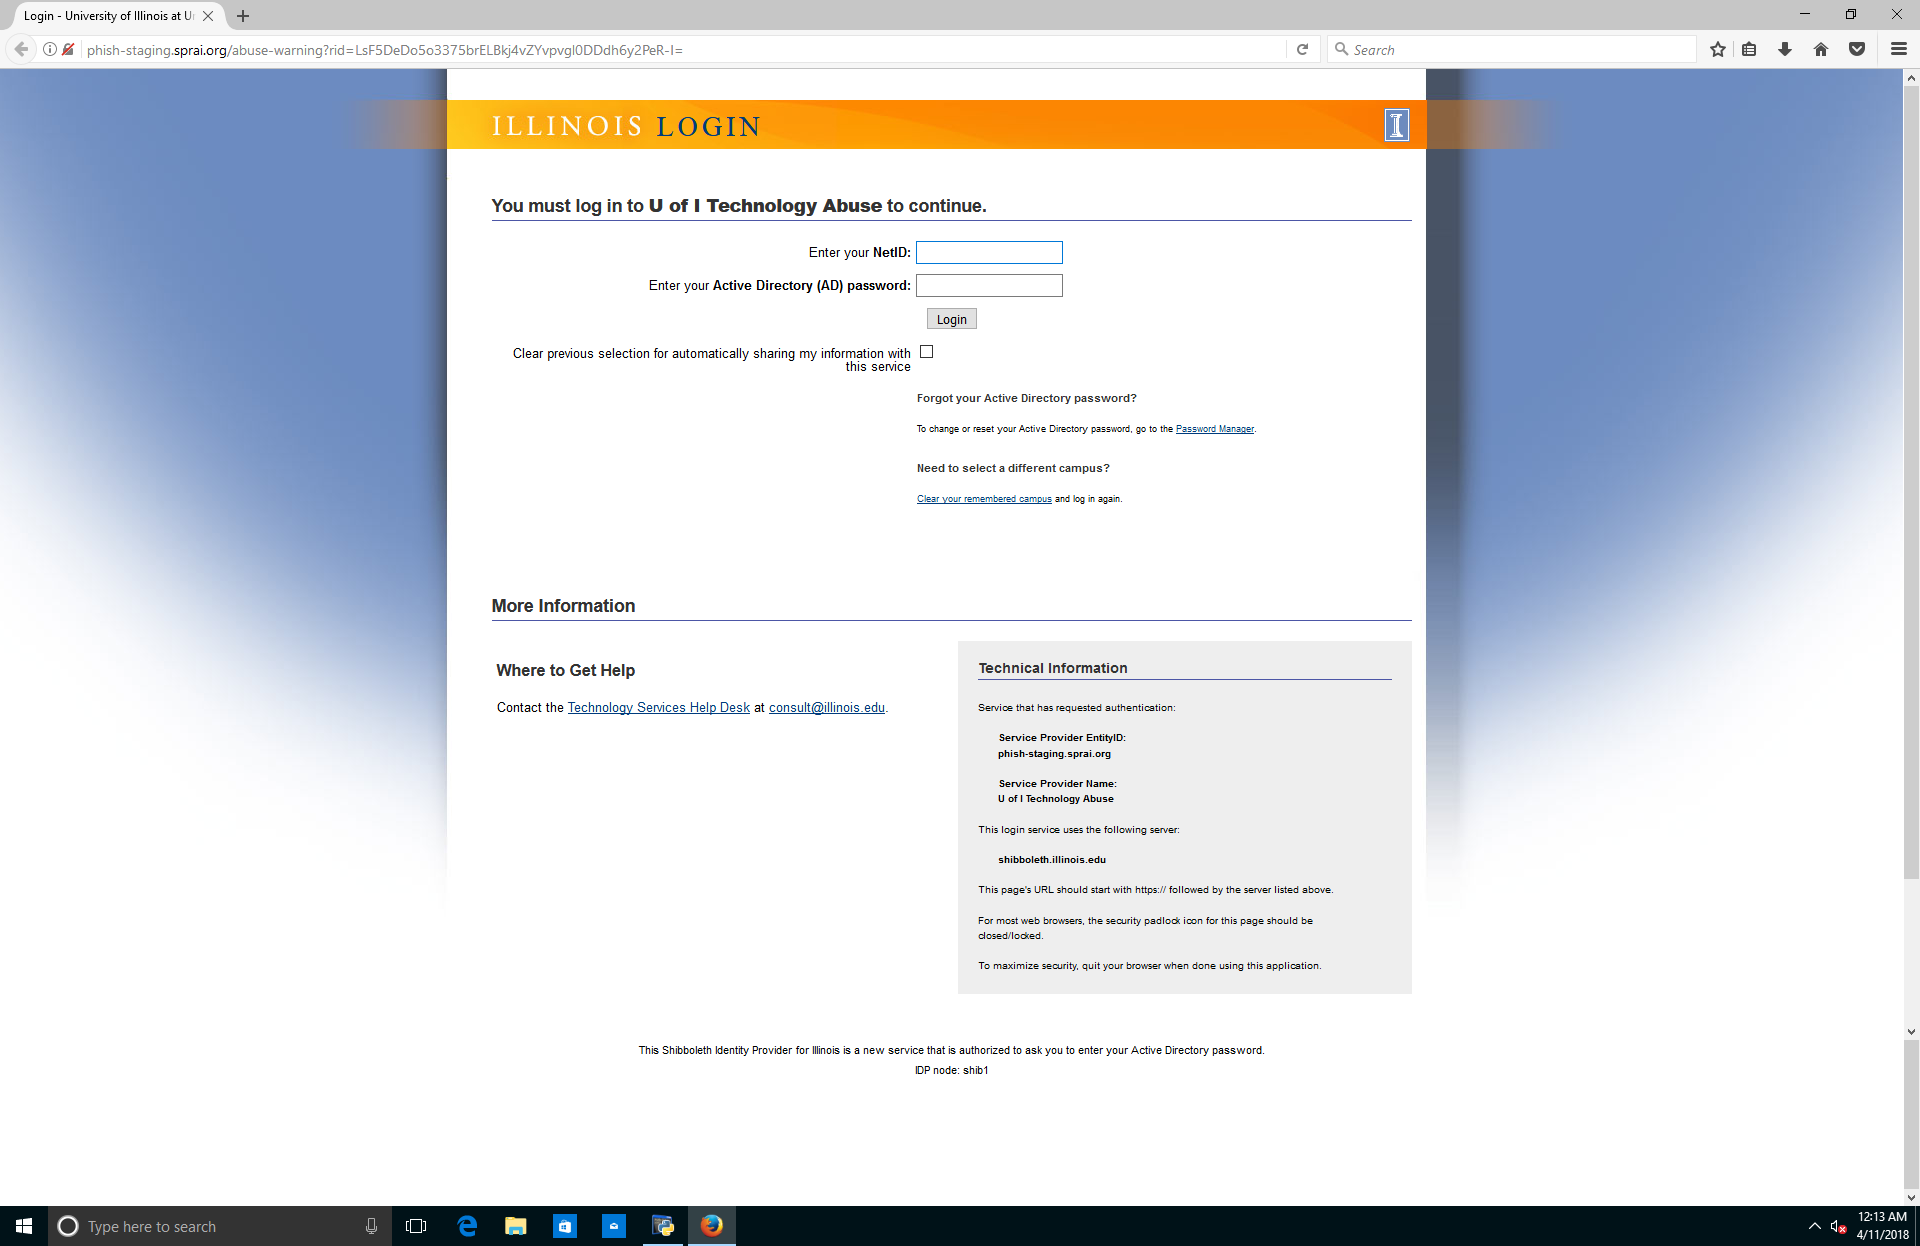 Login - University of Illinois at U
phish-staging.sprai.org/abuse-warning?rid=LsF5DeDo5o3375brELBkj4vZYvpvgl0DDdh6y2PeR-I=
Search
ILLINOIS LOGIN
You must log in to U of I Technology Abuse to continue.
Enter your NetID:
Enter your Active Directory (AD) password:
Login
Clear previous selection for automatically sharing my information with
this service
Forgot your Active Directory password?
To change or reset your Active Directory password, go to the Password Manager.
Need to select a different campus?
Clear your remembered campus and log in again.
More Information
Where to Get Help
Contact the Technology Services Help Desk at consult@illinois.edu.
Technical Information
Service that has requested authentication:
Service Provider EntityID:
phish-staging.sprai.org
Service Provider Name:
U of I Technology Abuse
This login service uses the following server:
shibboleth.illinois.edu
This page's URL should start with https:// followed by the server listed above.
For most web browsers, the security padlock icon for this page should be
closed/locked.
To maximize security, quit your browser when done using this application.
This Shibboleth Identity Provider for Illinois is a new service that is authorized to ask you to enter your Active Directory password.
IDP node: shib1
Type here to search
12:13 AM
4/11/2018